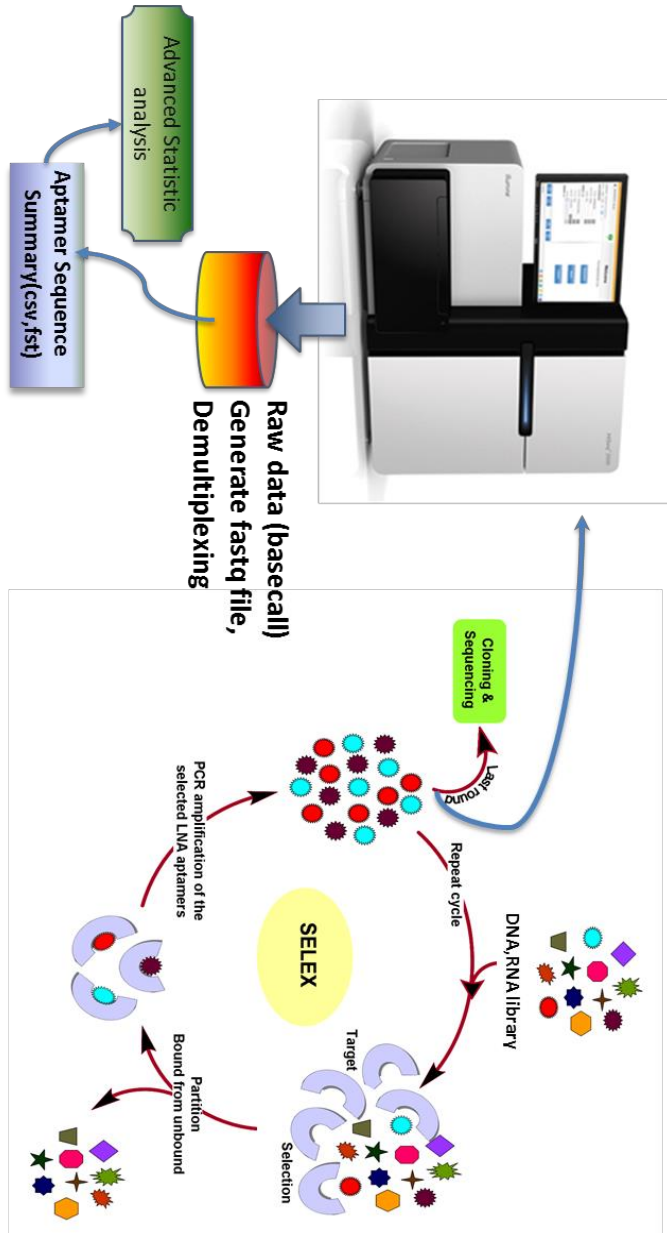 illumina
Raw data (basecall)
Generate fastq file,
Demultiplexing
Aptamer Sequence
Summary(csv,fst)
Advanced Statistic
analysis
DNA,RNA library
Repeat cycle
Last round
Cloning &
Sequencing
SELEX
Target
Selection
Partition
Bound from unbound
PCR amplification of the
selected LNA aptamers